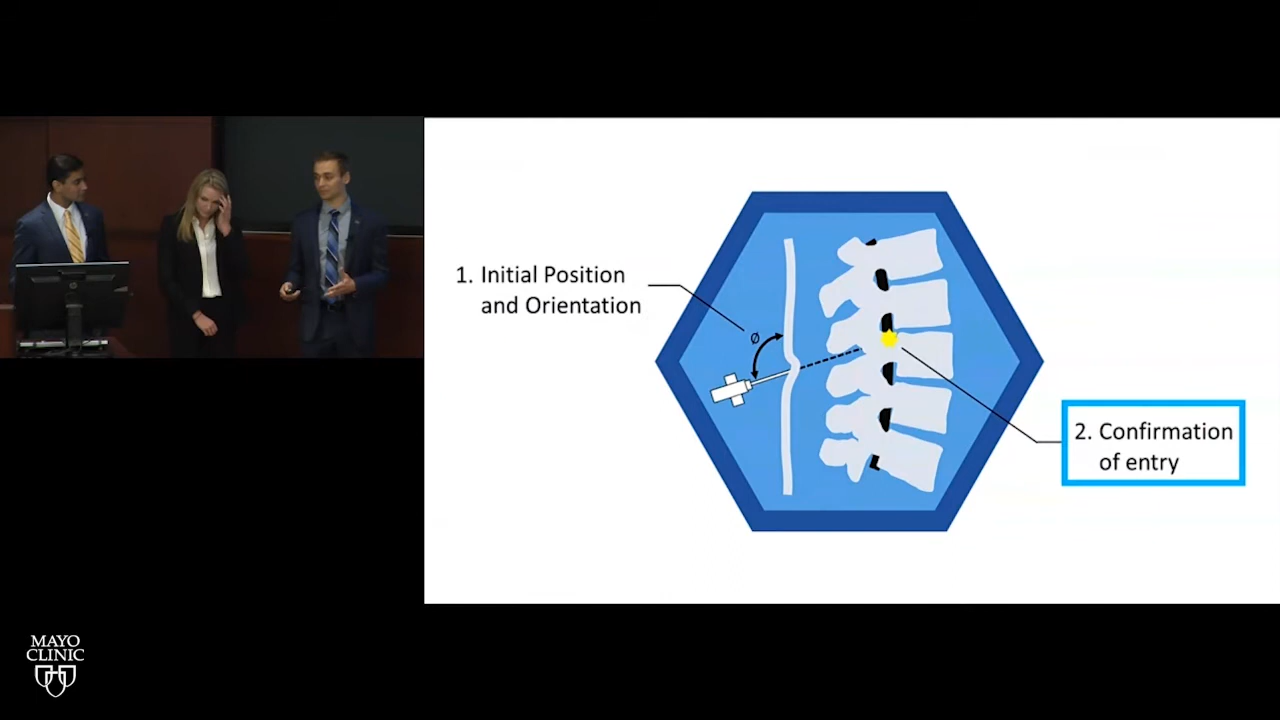 1. Initial Position
and Orientation
ø
2. Confirmation
of entry
MAYO
CLINIC